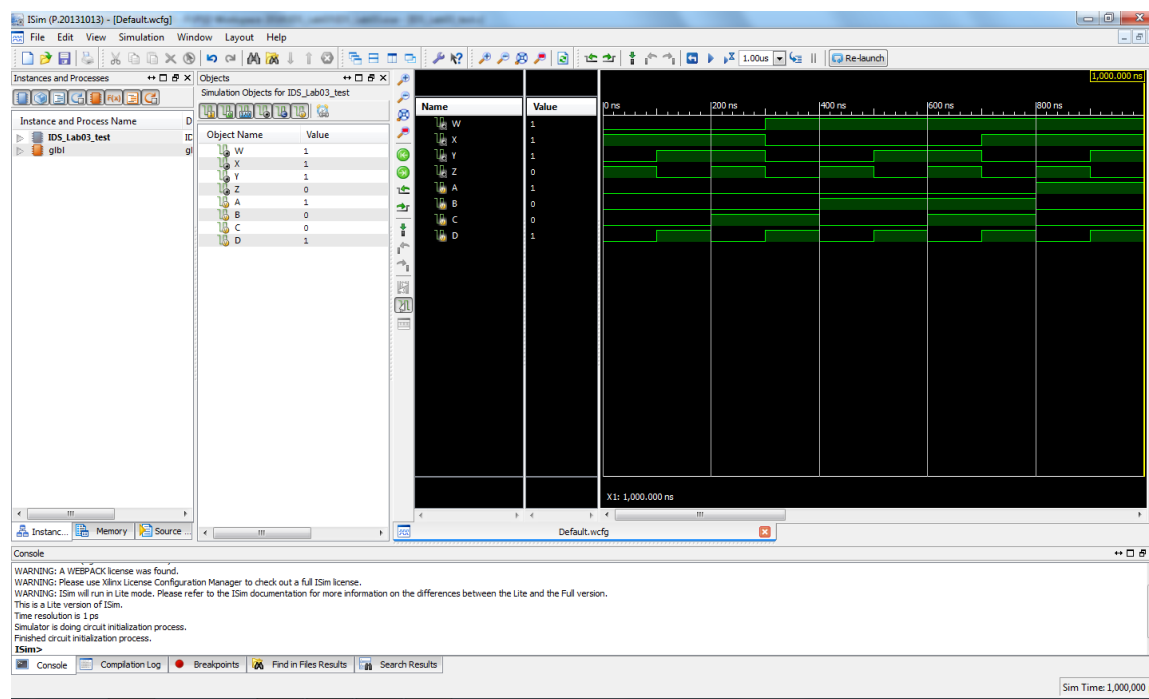 ISim (P.20131013) - [Default.wcfg]
File Edit View Simulation Window Layout Help
1.00us Re-launch
Instances and Processes
Instance and Process Name D
IDS_Lab03_test ID
glbl gl
Instanc... Memory Source ...
Objects
Simulation Objects for IDS_Lab03_test
Object Name Value
W 1
X 1
Y 1
Z 0
A 1
B 0
C 0
D 1
1,000.000 ns
Name Value
0 ns 200 ns 400 ns 600 ns 800 ns
W 1
X 1
Y 1
Z 0
A 1
B 0
C 0
D 1
X1: 1,000.000 ns
Default.wcfg
Console
WARNING: A WEBPACK license was found.
WARNING: Please use Xilinx License Configuration Manager to check out a full ISim license.
WARNING: ISim will run in Lite mode. Please refer to the ISim documentation for more information on the differences between the Lite and the Full version.
This is a Lite version of ISim.
Time resolution is 1 ps
Simulator is doing circuit initialization process.
Finished circuit initialization process.
ISim>
Console Compilation Log Breakpoints Find in Files Results Search Results
Sim Time: 1,000,000